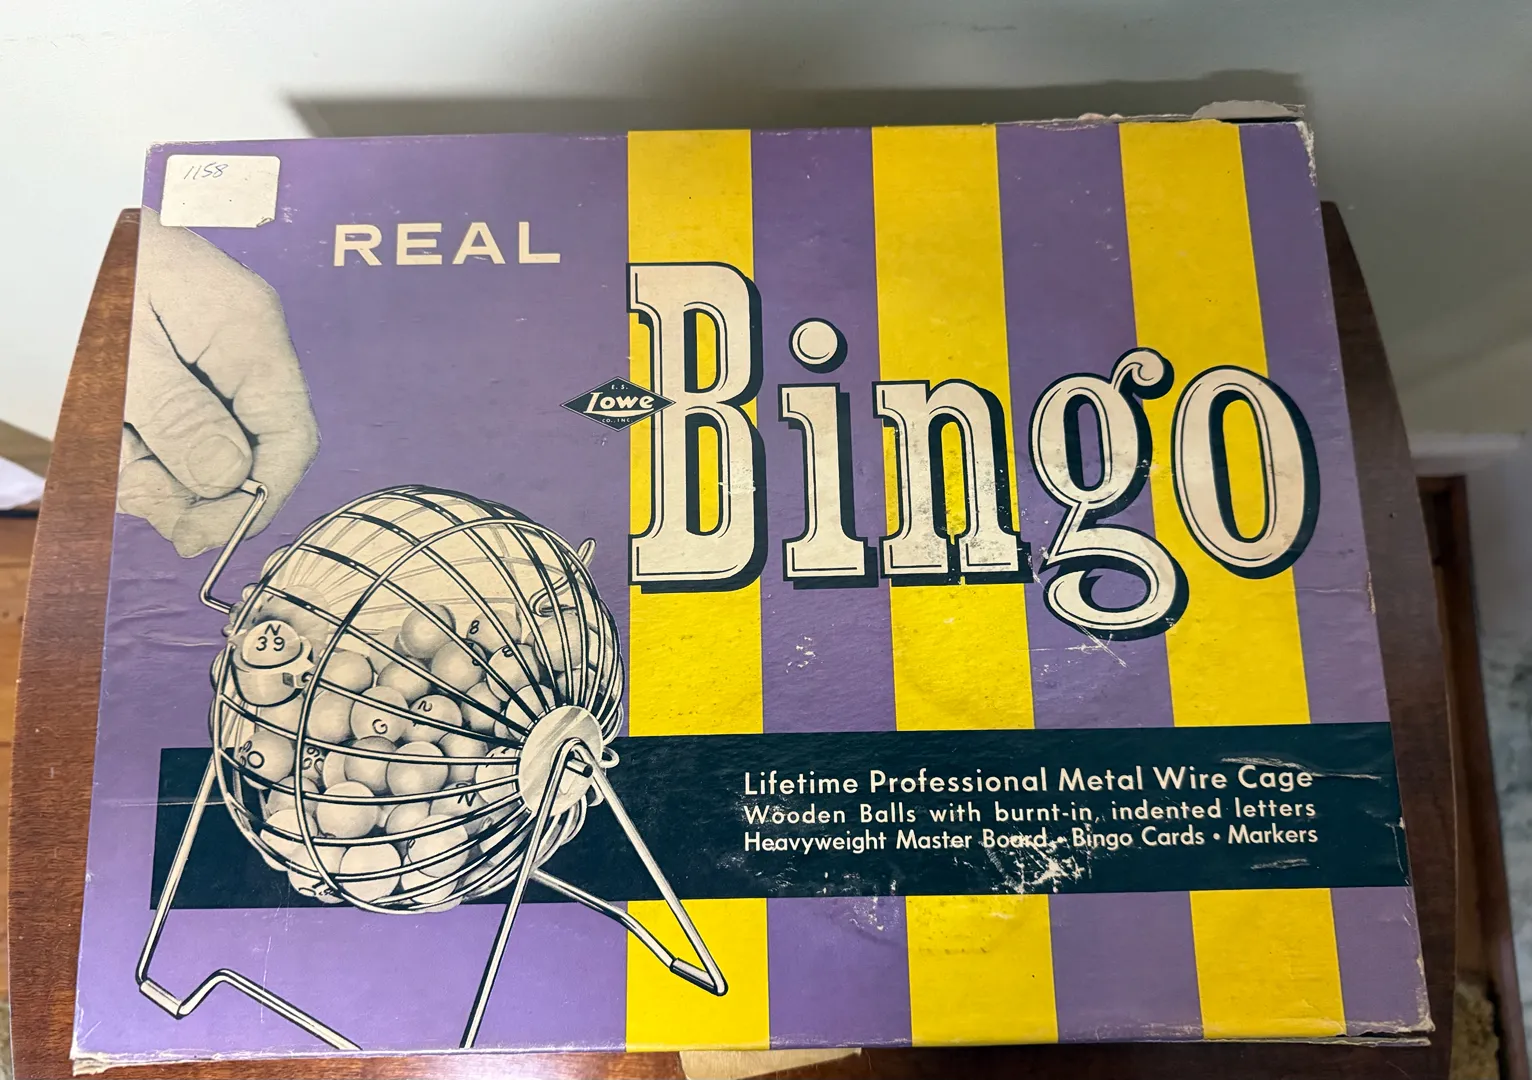 1158
REAL
Bingo
E. S.
Lowe
CO., INC.
N
39
G
N
Lifetime Professional Metal Wire Cage
Wooden Balls with burnt-in, indented letters
Heavyweight Master Board • Bingo Cards • Markers